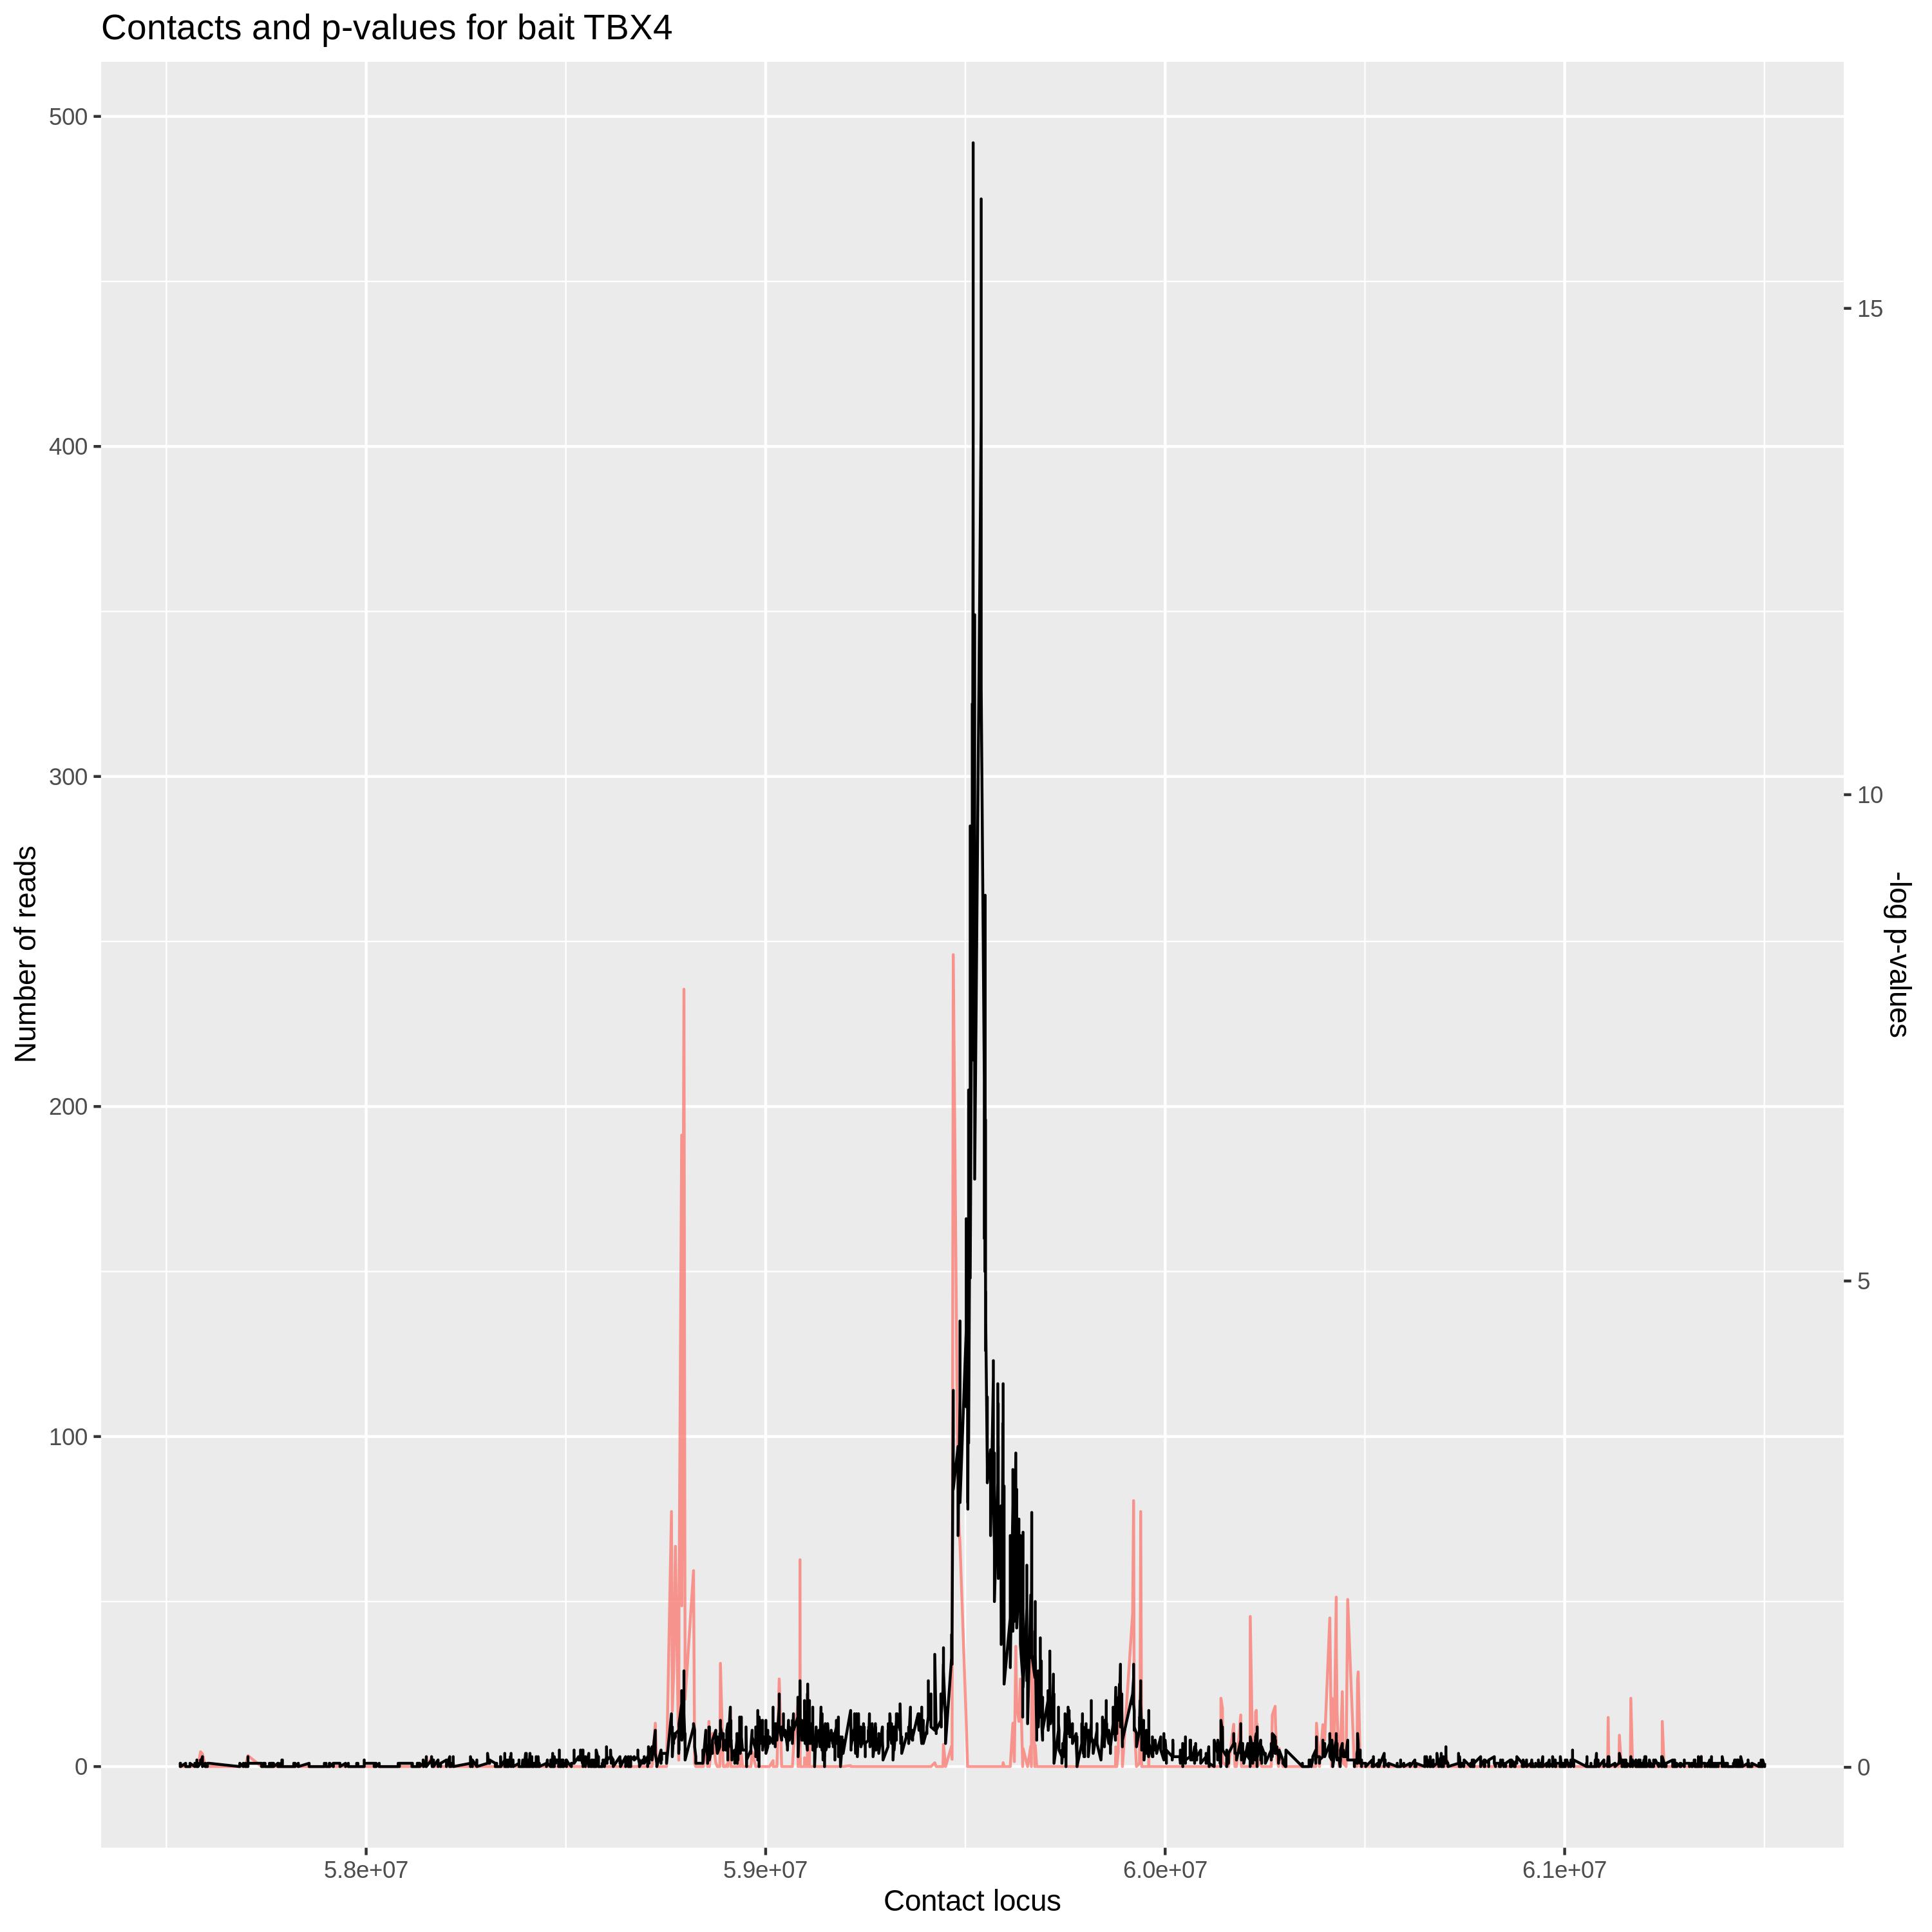 Contacts and p-values for bait TBX4
500
400
300
200
100
0
Number of reads
15
10
5
0
-log p-values
5.8e+07
5.9e+07
6.0e+07
6.1e+07
Contact locus